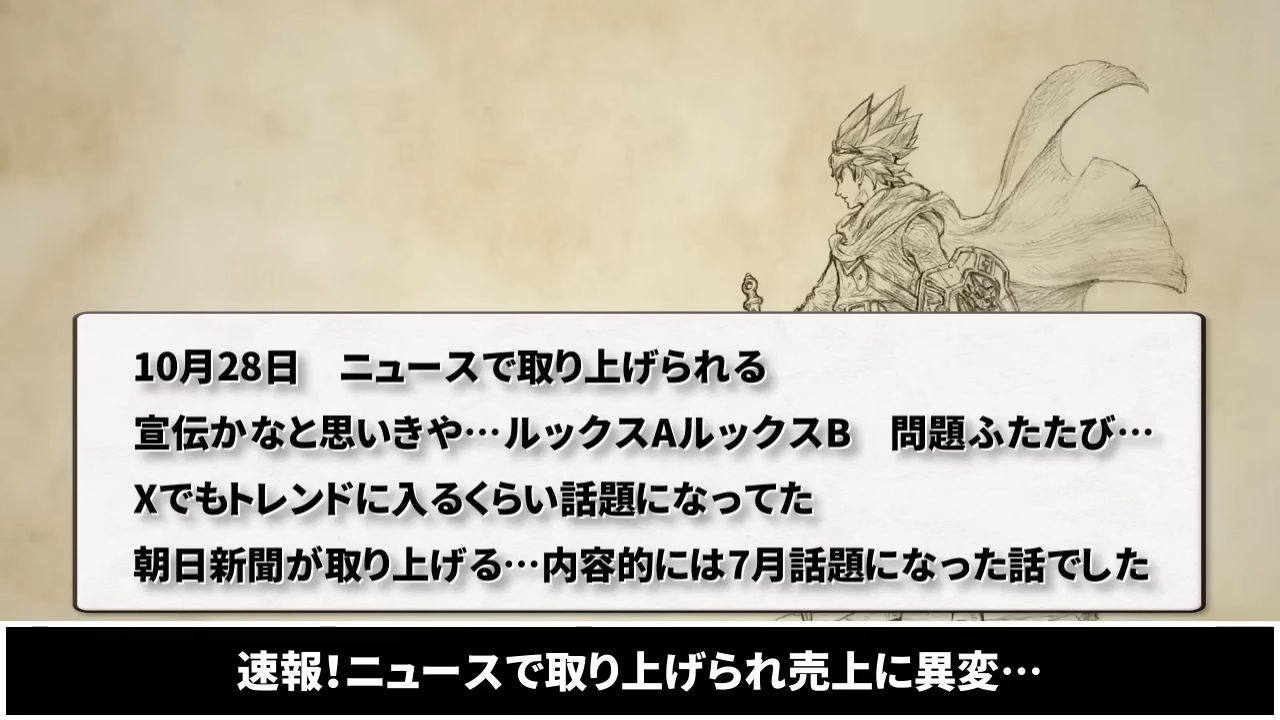 10月28日　ニュースで取り上げられる
宣伝かなと思いきや…ルックスAルックスB　問題ふたたび…
Xでもトレンドに入るくらい話題になってた
朝日新聞が取り上げる…内容的には7月話題になった話でした
速報！ニュースで取り上げられ売上に異変…